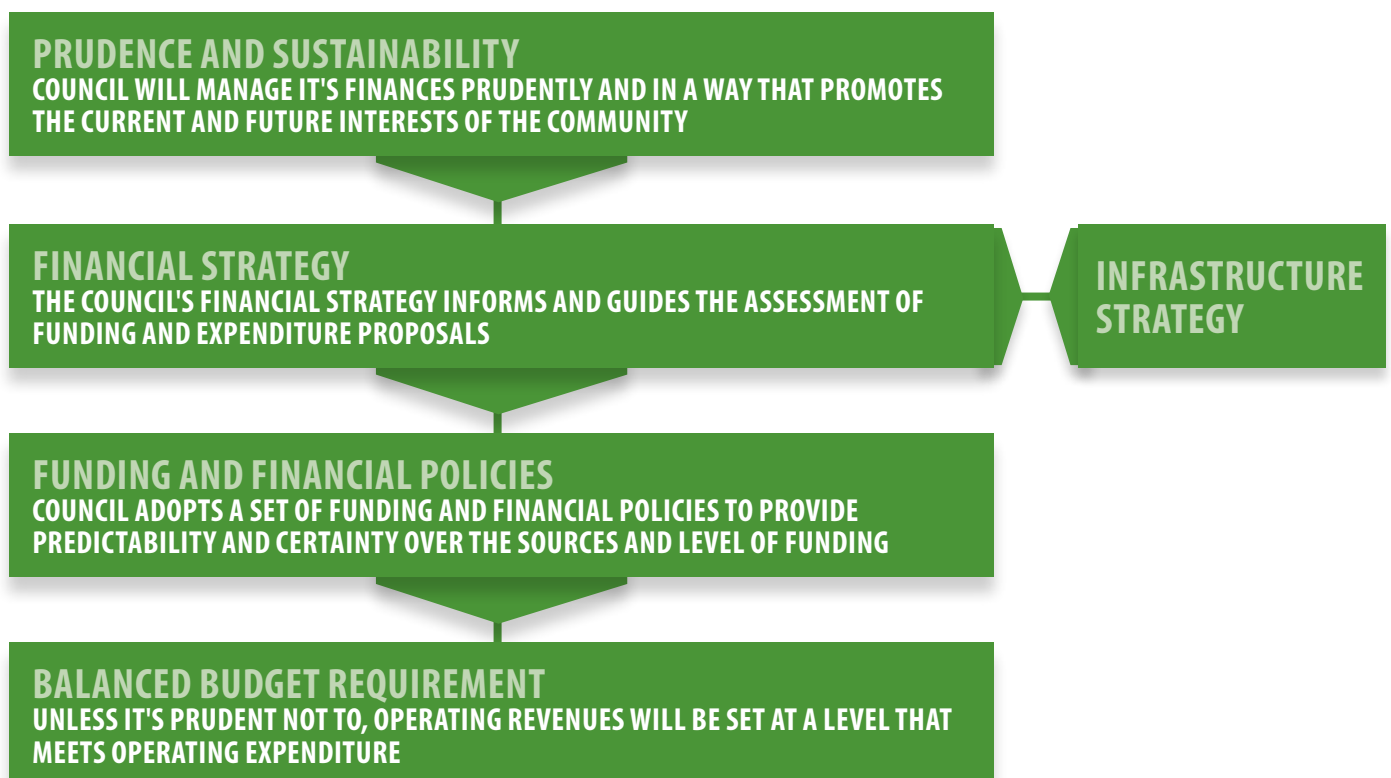 PRUDENCE AND SUSTAINABILITY
COUNCIL WILL MANAGE IT'S FINANCES PRUDENTLY AND IN A WAY THAT PROMOTES
THE CURRENT AND FUTURE INTERESTS OF THE COMMUNITY
FINANCIAL STRATEGY
THE COUNCIL'S FINANCIAL STRATEGY INFORMS AND GUIDES THE ASSESSMENT OF
FUNDING AND EXPENDITURE PROPOSALS
INFRASTRUCTURE
STRATEGY
FUNDING AND FINANCIAL POLICIES
COUNCIL ADOPTS A SET OF FUNDING AND FINANCIAL POLICIES TO PROVIDE
PREDICTABILITY AND CERTAINTY OVER THE SOURCES AND LEVEL OF FUNDING
BALANCED BUDGET REQUIREMENT
UNLESS IT'S PRUDENT NOT TO, OPERATING REVENUES WILL BE SET AT A LEVEL THAT
MEETS OPERATING EXPENDITURE